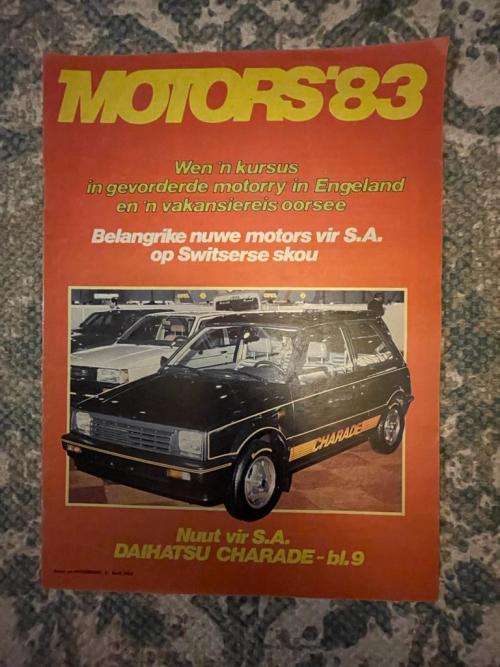 MOTORS'83
Wen 'n kursus
in gevorderde motorry in Engeland
en 'n vakansiereis oorsee
Belangrike nuwe motors vir S.A.
op Switserse skou
CHARADE
Nuut vir S.A.
DAIHATSU CHARADE - bl.9